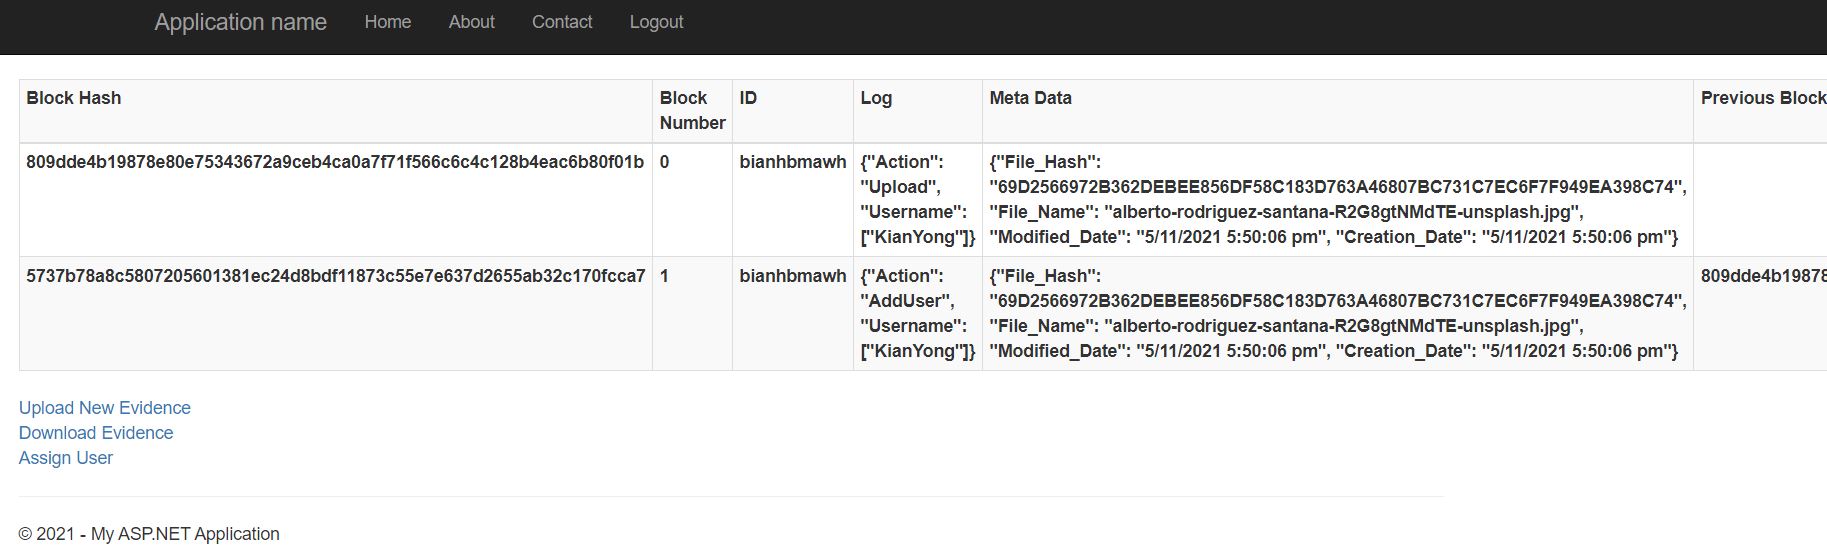 Application name Home About Contact Logout
Block Hash Block Number ID Log Meta Data Previous Block
809dde4b19878e80e75343672a9ceb4ca0a7f71f566c6c4c128b4eac6b80f01b 0 bianhbmawh {"Action": {"File_Hash":
"Upload", "69D2566972B362DEBEE856DF58C183D763A46807BC731C7EC6F7F949EA398C74",
"Username": "File_Name": "alberto-rodriguez-santana-R2G8gtNMdTE-unsplash.jpg",
["KianYong"]} "Modified_Date": "5/11/2021 5:50:06 pm", "Creation_Date": "5/11/2021 5:50:06 pm"}
5737b78a8c5807205601381ec24d8bdf11873c55e7e637d2655ab32c170fcca7 1 bianhbmawh {"Action": {"File_Hash": 809dde4b19878
"AddUser", "69D2566972B362DEBEE856DF58C183D763A46807BC731C7EC6F7F949EA398C74",
"Username": "File_Name": "alberto-rodriguez-santana-R2G8gtNMdTE-unsplash.jpg",
["KianYong"]} "Modified_Date": "5/11/2021 5:50:06 pm", "Creation_Date": "5/11/2021 5:50:06 pm"}
Upload New Evidence
Download Evidence
Assign User
© 2021 - My ASP.NET Application